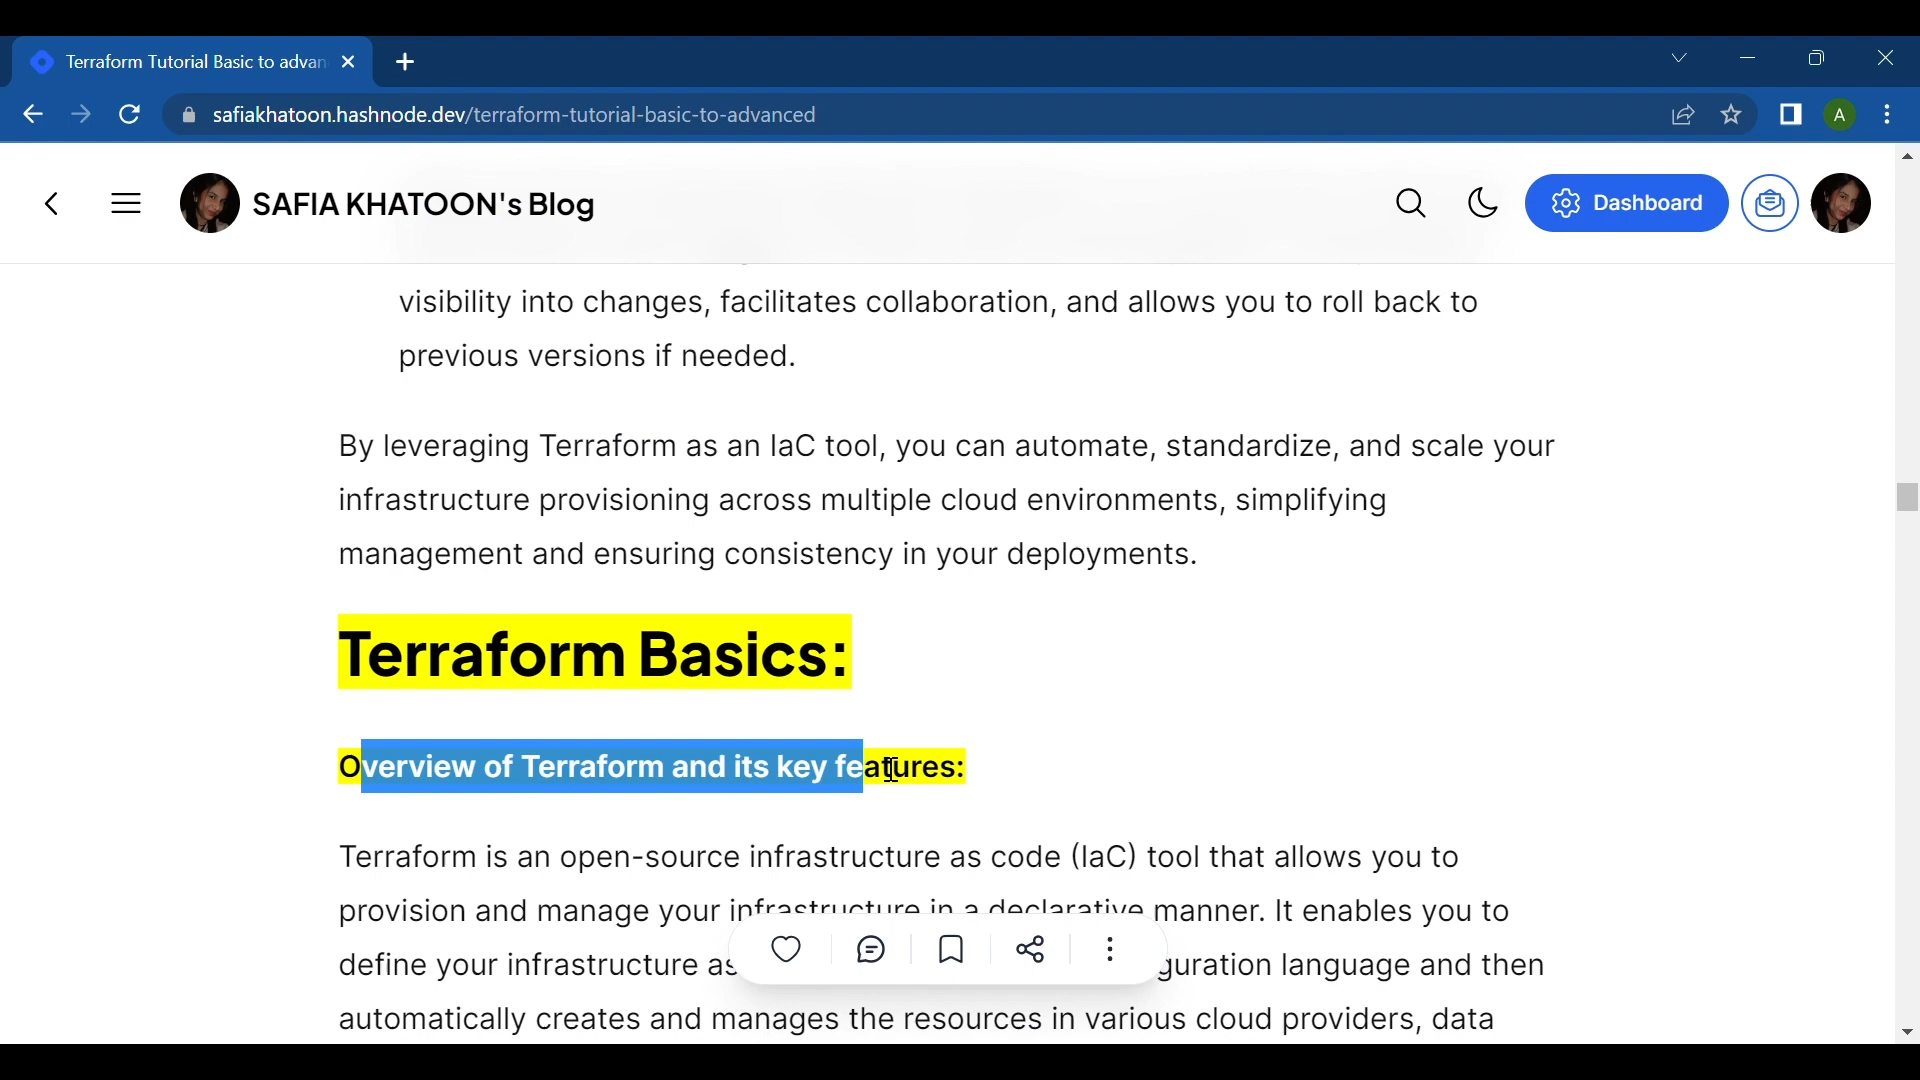 Terraform Tutorial Basic to advan
safiakhatoon.hashnode.dev/terraform-tutorial-basic-to-advanced
A
SAFIA KHATOON's Blog
Dashboard
visibility into changes, facilitates collaboration, and allows you to roll back to
previous versions if needed.
By leveraging Terraform as an IaC tool, you can automate, standardize, and scale your
infrastructure provisioning across multiple cloud environments, simplifying
management and ensuring consistency in your deployments.
Terraform Basics:
Overview of Terraform and its key features:
Terraform is an open-source infrastructure as code (IaC) tool that allows you to
provision and manage your infrastructure in a declarative manner. It enables you to
define your infrastructure as guration language and then
automatically creates and manages the resources in various cloud providers, data